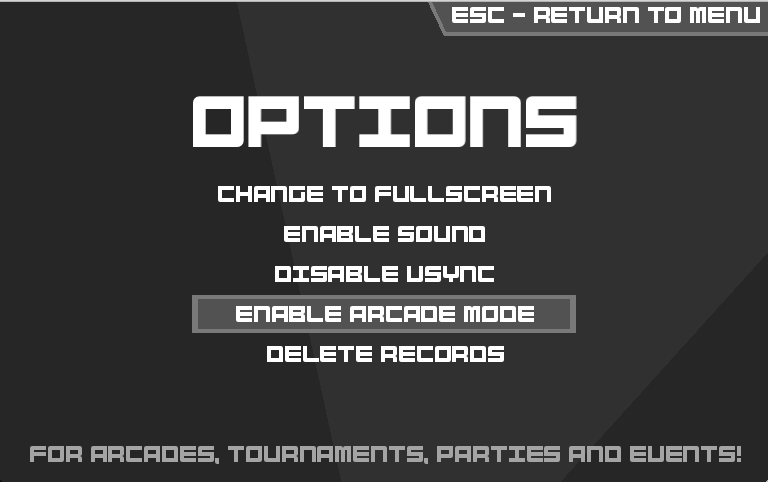 ESC - RETURN TO MENU
OPTIONS
CHANGE TO FULLSCREEN
ENABLE SOUND
DISABLE VSYNC
ENABLE ARCADE MODE
DELETE RECORDS
FOR ARCADES, TOURNAMENTS, PARTIES AND EVENTS!